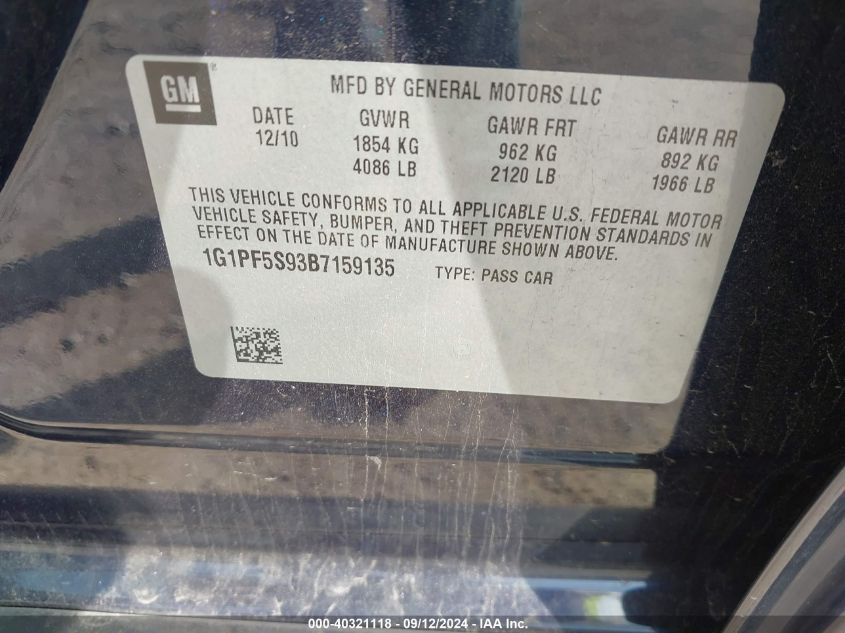 GM®
MFD BY GENERAL MOTORS LLC
DATE GVWR GAWR FRT GAWR RR
12/10 1854 KG 962 KG 892 KG
4086 LB 2120 LB 1966 LB
THIS VEHICLE CONFORMS TO ALL APPLICABLE U.S. FEDERAL MOTOR
VEHICLE SAFETY, BUMPER, AND THEFT PREVENTION STANDARDS IN
EFFECT ON THE DATE OF MANUFACTURE SHOWN ABOVE.
1G1PF5S93B7159135 TYPE: PASS CAR
000-40321118 - 09/12/2024 - IAA Inc.